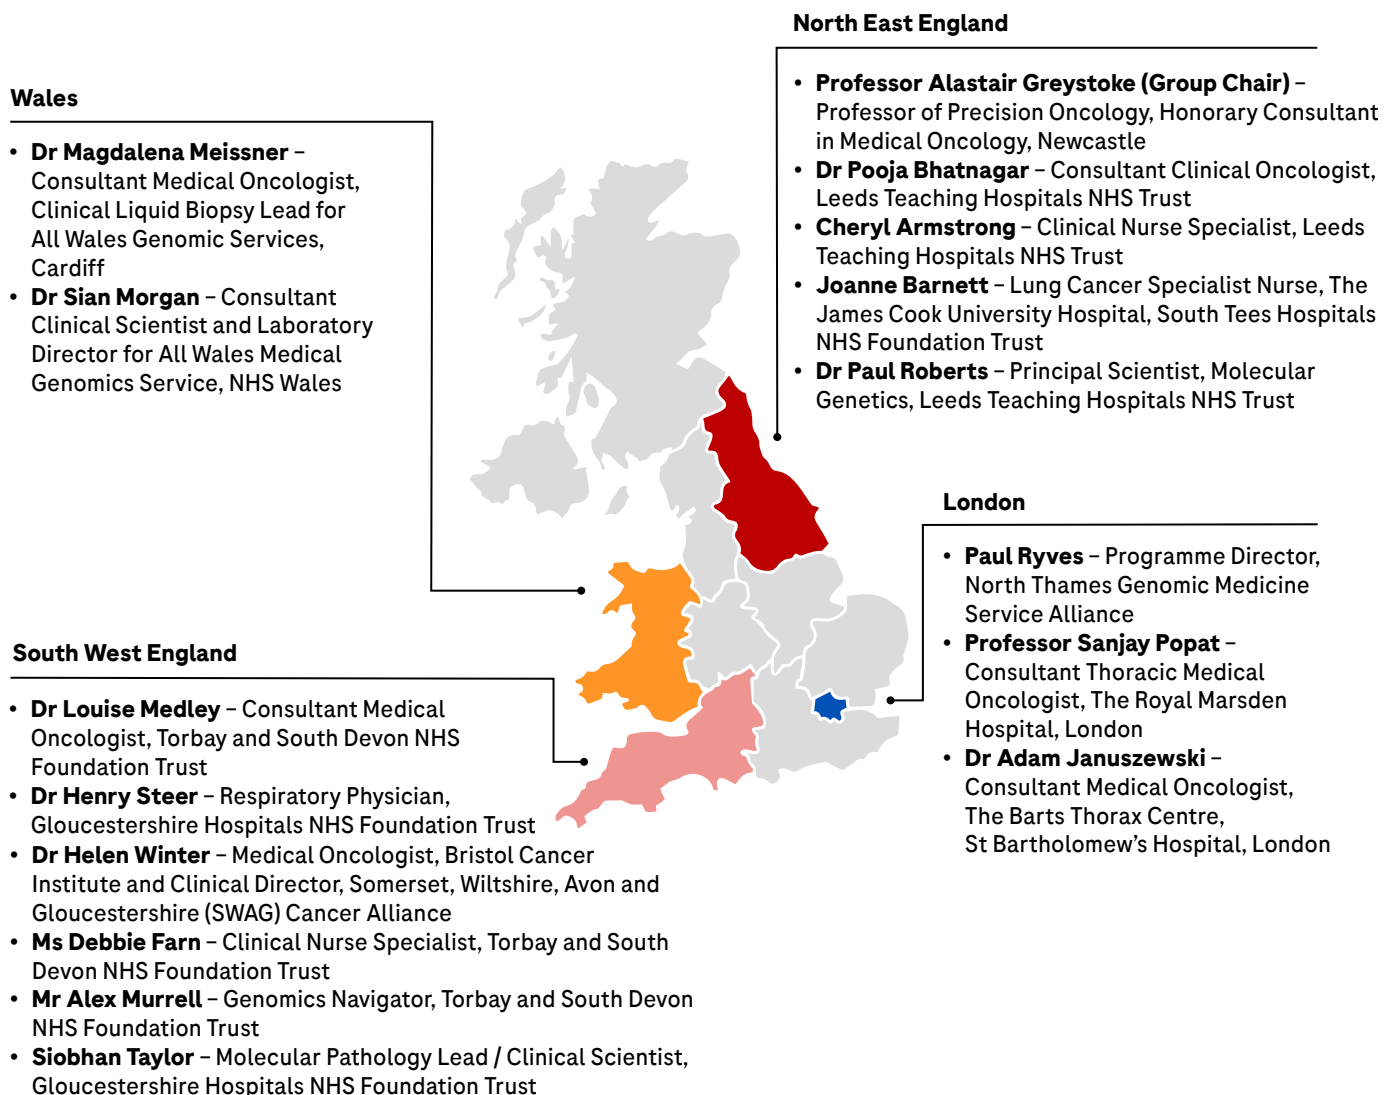 Wales
• Dr Magdalena Meissner –
Consultant Medical Oncologist,
Clinical Liquid Biopsy Lead for
All Wales Genomic Services,
Cardiff
• Dr Sian Morgan – Consultant
Clinical Scientist and Laboratory
Director for All Wales Medical
Genomics Service, NHS Wales
North East England
• Professor Alastair Greystoke (Group Chair) –
Professor of Precision Oncology, Honorary Consultant
in Medical Oncology, Newcastle
• Dr Pooja Bhatnagar – Consultant Clinical Oncologist,
Leeds Teaching Hospitals NHS Trust
• Cheryl Armstrong – Clinical Nurse Specialist, Leeds
Teaching Hospitals NHS Trust
• Joanne Barnett – Lung Cancer Specialist Nurse, The
James Cook University Hospital, South Tees Hospitals
NHS Foundation Trust
• Dr Paul Roberts – Principal Scientist, Molecular
Genetics, Leeds Teaching Hospitals NHS Trust
South West England
• Dr Louise Medley – Consultant Medical
Oncologist, Torbay and South Devon NHS
Foundation Trust
• Dr Henry Steer – Respiratory Physician,
Gloucestershire Hospitals NHS Foundation Trust
• Dr Helen Winter – Medical Oncologist, Bristol Cancer
Institute and Clinical Director, Somerset, Wiltshire, Avon and
Gloucestershire (SWAG) Cancer Alliance
• Ms Debbie Farn – Clinical Nurse Specialist, Torbay and South
Devon NHS Foundation Trust
• Mr Alex Murrell – Genomics Navigator, Torbay and South Devon
NHS Foundation Trust
• Siobhan Taylor – Molecular Pathology Lead / Clinical Scientist,
Gloucestershire Hospitals NHS Foundation Trust
London
• Paul Ryves – Programme Director,
North Thames Genomic Medicine
Service Alliance
• Professor Sanjay Popat –
Consultant Thoracic Medical
Oncologist, The Royal Marsden
Hospital, London
• Dr Adam Januszewski –
Consultant Medical Oncologist,
The Barts Thorax Centre,
St Bartholomew’s Hospital, London